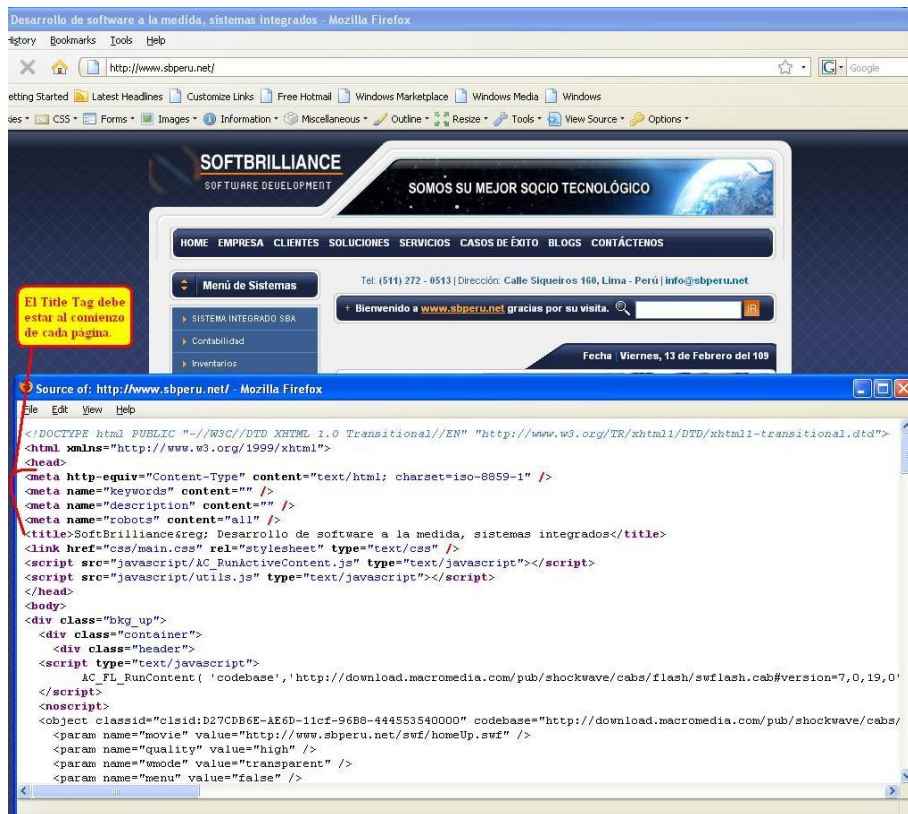 Desarrollo de software a la medida, sistemas integrados - Mozilla Firefox
History Bookmarks Tools Help
http://www.sbperu.net/
Google
Getting Started Latest Headlines Customize Links Free Hotmail Windows Marketplace Windows Media Windows
CSS Forms Images Information Miscellaneous Outline Resize Tools View Source Options
SOFTBRILLIANCE
SOFTWARE DEVELOPMENT
SOMOS SU MEJOR SOCIO TECNOLÓGICO
HOME EMPRESA CLIENTES SOLUCIONES SERVICIOS CASOS DE ÉXITO BLOGS CONTÁCTENOS
Menú de Sistemas
Tel: (511) 272 - 0513 | Dirección: Calle Siqueiros 160, Lima - Perú | info@sbperu.net
El Title Tag debe
estar al comienzo
de cada página.
SISTEMA INTEGRADO SBA
Bienvenido a www.sbperu.net gracias por su visita.
IR
Contabilidad
Fecha | Viernes, 13 de Febrero del 109
Inventarios
Source of: http://www.sbperu.net/ - Mozilla Firefox
File Edit View Help
<!DOCTYPE html PUBLIC "-//W3C//DTD XHTML 1.0 Transitional//EN" "http://www.w3.org/TR/xhtml1/DTD/xhtml1-transitional.dtd">
<html xmlns="http://www.w3.org/1999/xhtml">
<head>
<meta http-equiv="Content-Type" content="text/html; charset=iso-8859-1" />
<meta name="keywords" content="" />
<meta name="description" content="" />
<meta name="robots" content="all" />
<title>SoftBrilliance&reg; Desarrollo de software a la medida, sistemas integrados</title>
<link href="css/main.css" rel="stylesheet" type="text/css" />
<script src="javascript/AC_RunActiveContent.js" type="text/javascript"></script>
<script src="javascript/utils.js" type="text/javascript"></script>
</head>
<body>
<div class="bkg_up">
<div class="container">
<div class="header">
<script type="text/javascript">
AC_FL_RunContent( 'codebase','http://download.macromedia.com/pub/shockwave/cabs/flash/swflash.cab#version=7,0,19,0'
</script>
<noscript>
<object classid="clsid:D27CDB6E-AE6D-11cf-96B8-444553540000" codebase="http://download.macromedia.com/pub/shockwave/cabs/
<param name="movie" value="http://www.sbperu.net/swf/homeUp.swf" />
<param name="quality" value="high" />
<param name="wmode" value="transparent" />
<param name="menu" value="false" />